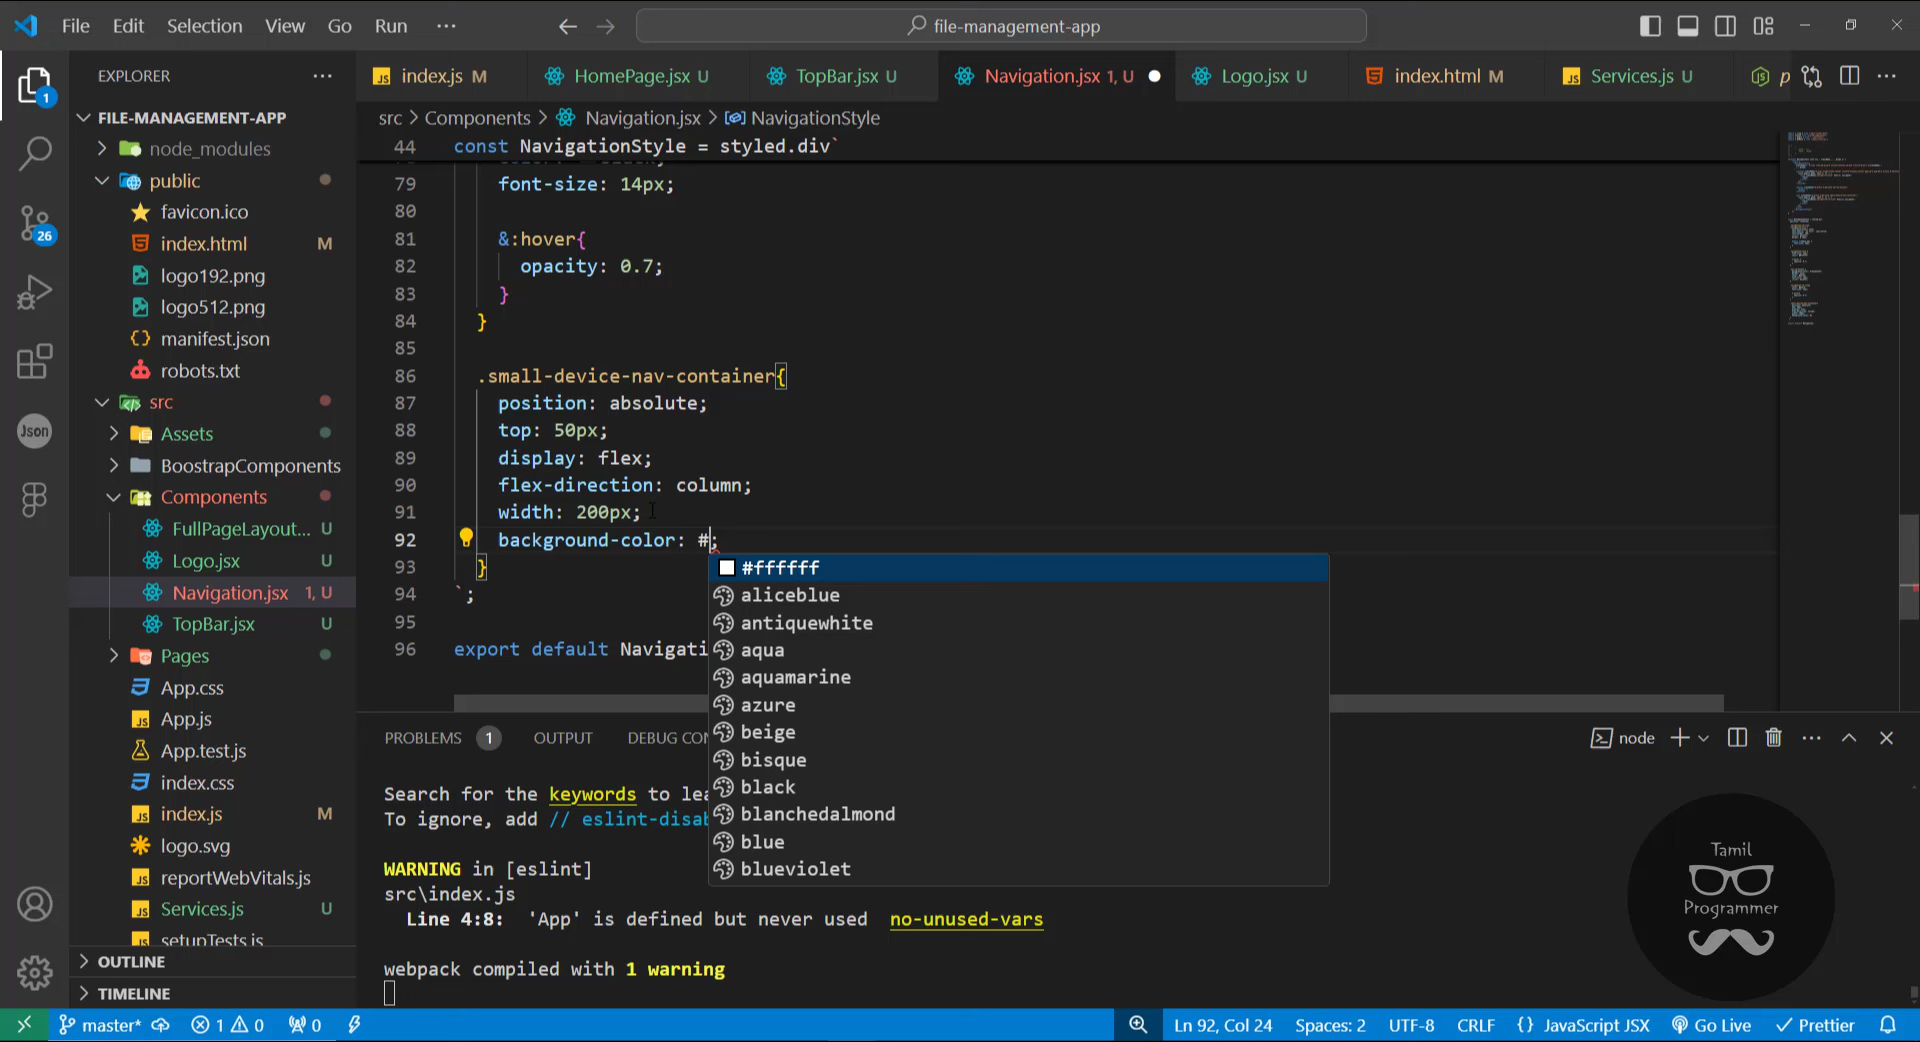 File Edit Selection View Go Run ··· file-management-app
EXPLORER ···
FILE-MANAGEMENT-APP
node_modules
public
favicon.ico
index.html M
logo192.png
logo512.png
manifest.json
robots.txt
src
Assets
BoostrapComponents
Components
FullPageLayout... U
Logo.jsx U
Navigation.jsx 1, U
TopBar.jsx U
Pages
App.css
App.js
App.test.js
index.css
index.js M
logo.svg
reportWebVitals.js
Services.js U
setupTests.js
OUTLINE
TIMELINE
1
26
Json
index.js M HomePage.jsx U TopBar.jsx U Navigation.jsx 1, U Logo.jsx U index.html M Services.js U p
src > Components > Navigation.jsx > NavigationStyle
44 const NavigationStyle = styled.div`
79 font-size: 14px;
80
81 &:hover{
82 opacity: 0.7;
83 }
84 }
85
86 .small-device-nav-container{
87 position: absolute;
88 top: 50px;
89 display: flex;
90 flex-direction: column;
91 width: 200px;
92 background-color: #;
93 }
94 `;
95
96 export default Navigati
#ffffff
aliceblue
antiquewhite
aqua
aquamarine
azure
beige
bisque
black
blanchedalmond
blue
blueviolet
PROBLEMS 1 OUTPUT DEBUG CON node
Search for the keywords to lea
To ignore, add // eslint-disab
WARNING in [eslint]
src\index.js
Line 4:8: 'App' is defined but never used no-unused-vars
webpack compiled with 1 warning
Tamil
Programmer
master* 1 0 0 Ln 92, Col 24 Spaces: 2 UTF-8 CRLF {} JavaScript JSX Go Live Prettier